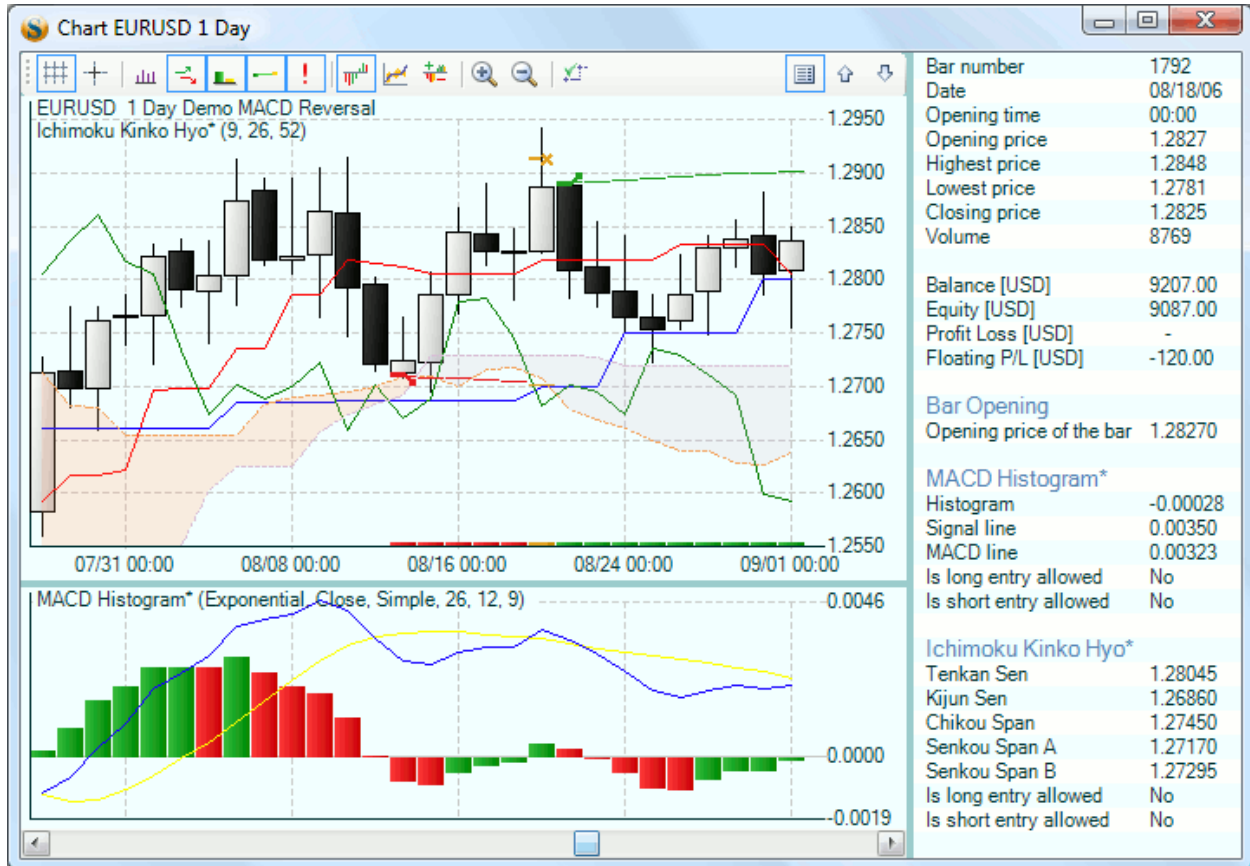 Chart EURUSD 1 Day
EURUSD 1 Day Demo MACD Reversal
Ichimoku Kinko Hyo* (9, 26, 52)
1.2950
1.2900
1.2850
1.2800
1.2750
1.2700
1.2650
1.2600
1.2550
07/31 00:00 08/08 00:00 08/16 00:00 08/24 00:00 09/01 00:00
MACD Histogram* (Exponential, Close, Simple, 26, 12, 9)
0.0046
0.0000
-0.0019
Bar number 1792
Date 08/18/06
Opening time 00:00
Opening price 1.2827
Highest price 1.2848
Lowest price 1.2781
Closing price 1.2825
Volume 8769
Balance [USD] 9207.00
Equity [USD] 9087.00
Profit Loss [USD] -
Floating P/L [USD] -120.00
Bar Opening
Opening price of the bar 1.28270
MACD Histogram*
Histogram -0.00028
Signal line 0.00350
MACD line 0.00323
Is long entry allowed No
Is short entry allowed No
Ichimoku Kinko Hyo*
Tenkan Sen 1.28045
Kijun Sen 1.26860
Chikou Span 1.27450
Senkou Span A 1.27170
Senkou Span B 1.27295
Is long entry allowed No
Is short entry allowed No